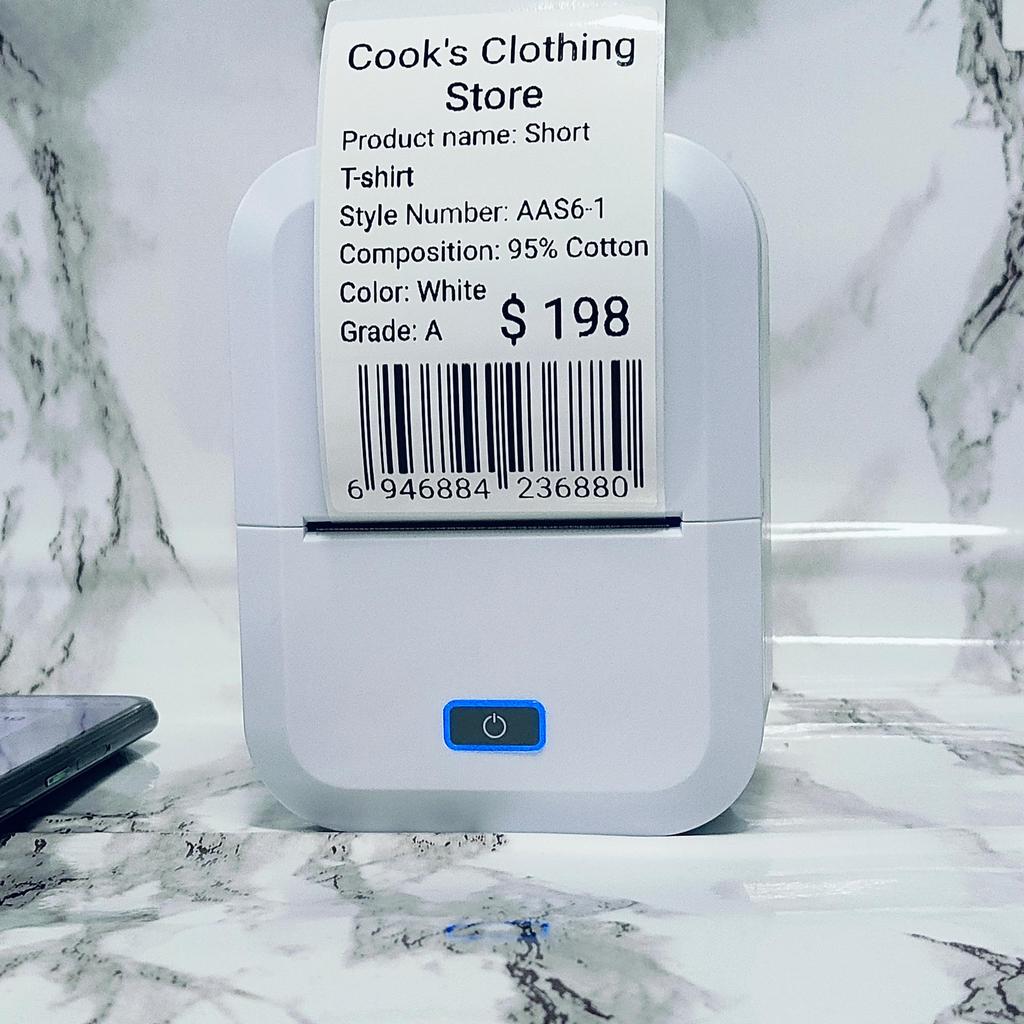 Cook's Clothing
Store
Product name: Short
T-shirt
Style Number: AAS6-1
Composition: 95% Cotton
Color: White
Grade: A
$ 198
6 946884 236880